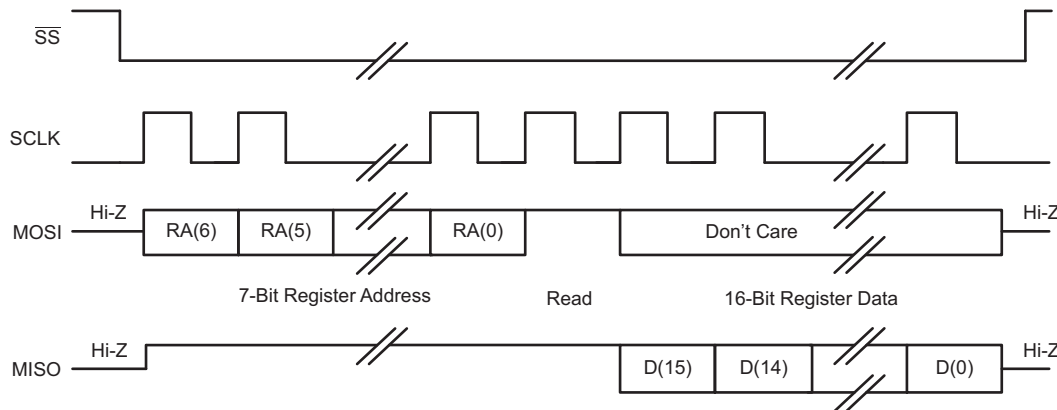 SS
SCLK
Hi-Z Hi-Z
MOSI RA(6) RA(5) RA(0) Don't Care
7-Bit Register Address Read 16-Bit Register Data
Hi-Z Hi-Z
MISO D(15) D(14) D(0)